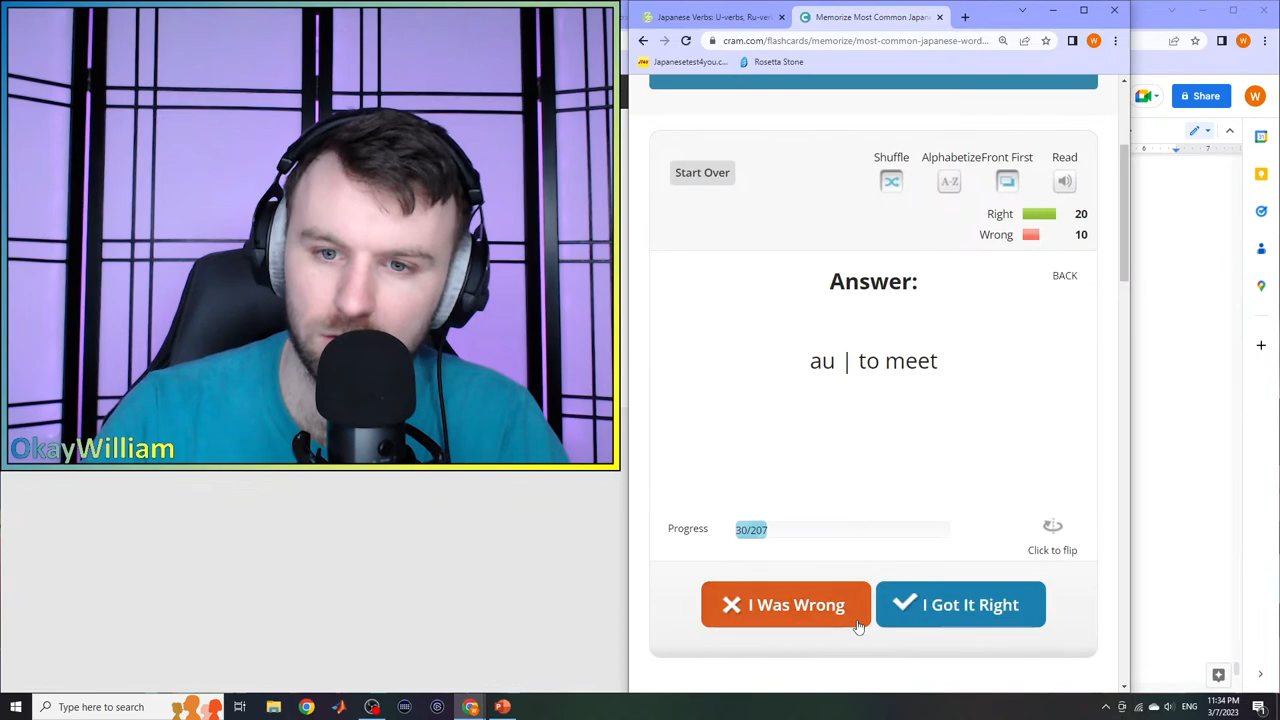 Japanese Verbs: U-verbs, Ru-ver
Memorize Most Common Japan
cram.com/flashcards/memorize/most-common-japanese-word...
Japanesetest4you.c...
Rosetta Stone
W
Share
W
6
7
Start Over
Shuffle
Alphabetize
Front First
Read
A-Z
Right
20
Wrong
10
Answer:
BACK
au | to meet
Progress
30/207
Click to flip
I Was Wrong
I Got It Right
OkayWilliam
Type here to search
ENG
11:34 PM
3/7/2023